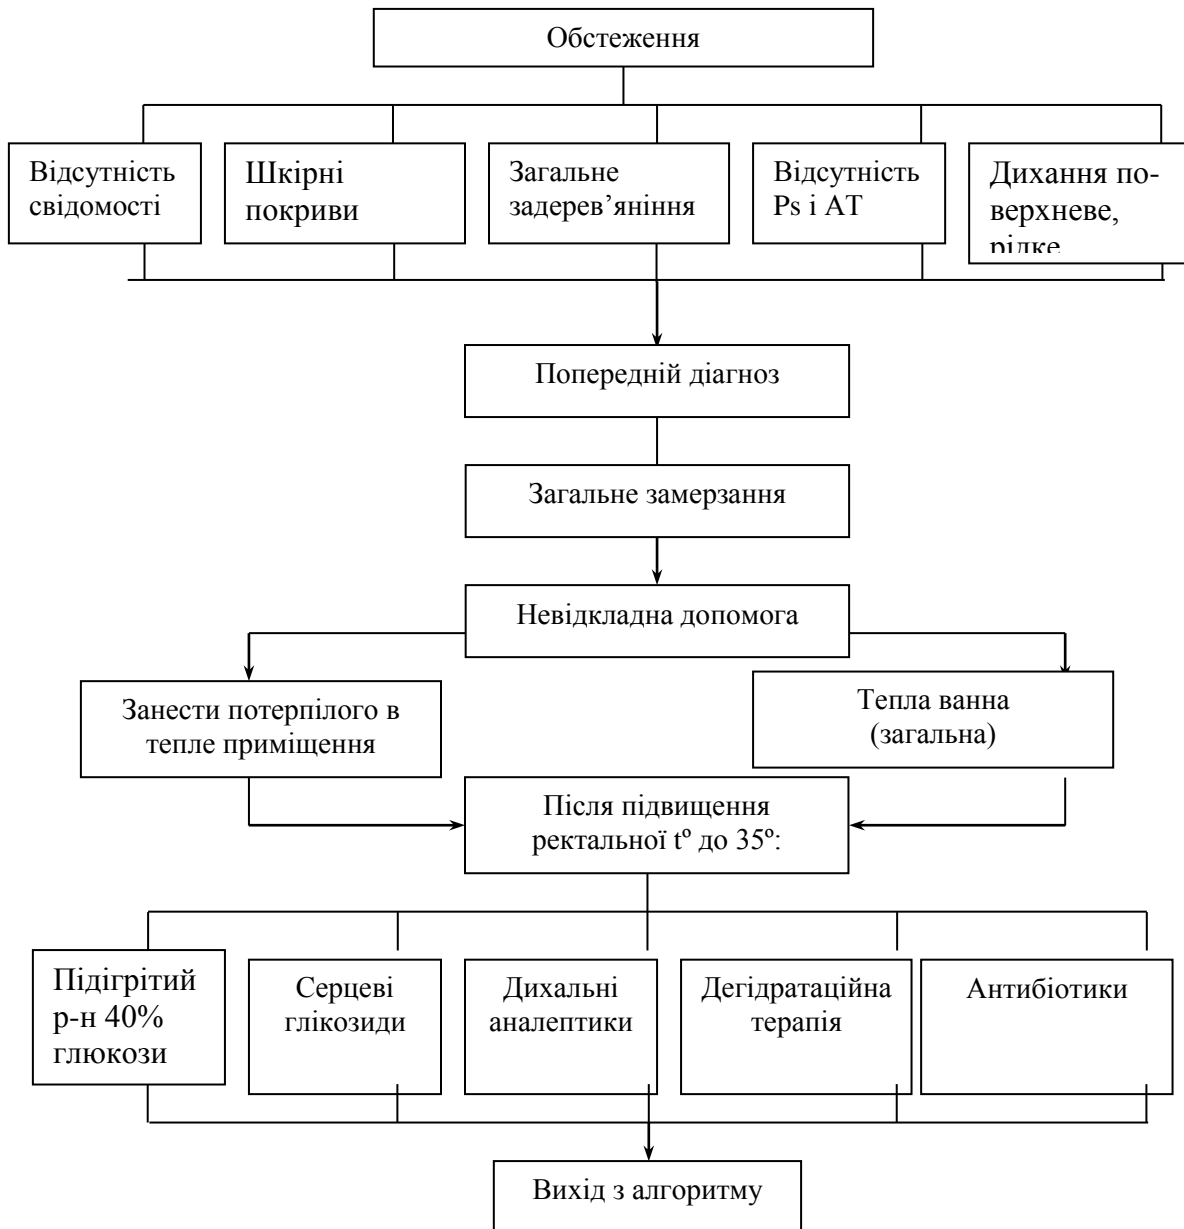 Обстеження
Відсутність
свідомості
Шкірні
покриви
Загальне
задерев’яніння
Відсутність
Ps і АТ
Дихання по-
верхневе,
рідке
Попередній діагноз
Загальне замерзання
Невідкладна допомога
Занести потерпілого в
тепле приміщення
Тепла ванна
(загальна)
Після підвищення
ректальної tº до 35º:
Підігрітий
р-н 40%
глюкози
Серцеві
глікозиди
Дихальні
аналептики
Дегідратаційна
терапія
Антибіотики
Вихід з алгоритму